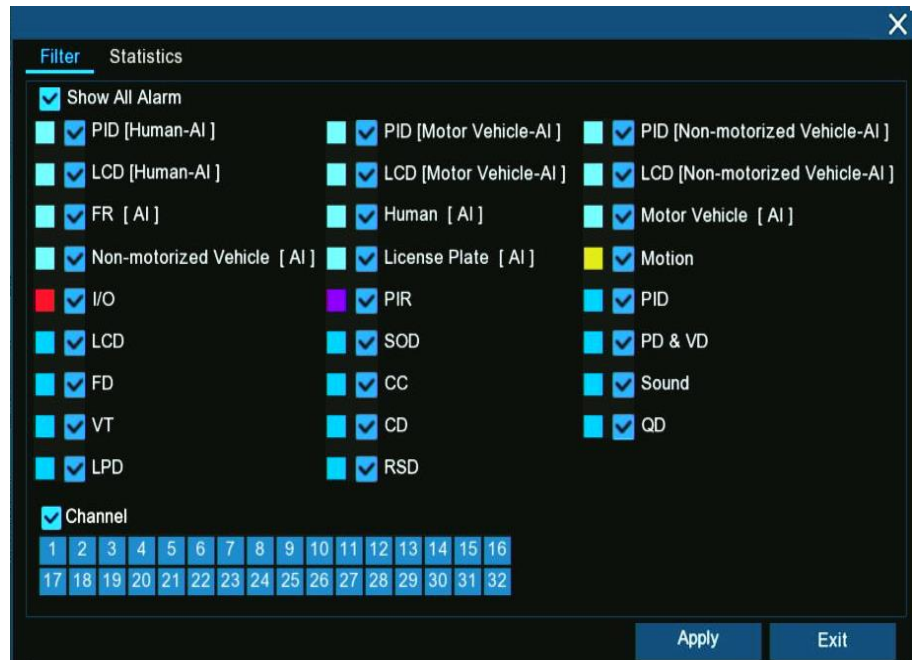 X
Filter Statistics
Show All Alarm
PID [Human-AI ] PID [Motor Vehicle-AI ] PID [Non-motorized Vehicle-AI ]
LCD [Human-AI ] LCD [Motor Vehicle-AI ] LCD [Non-motorized Vehicle-AI ]
FR [ AI ] Human [ AI ] Motor Vehicle [ AI ]
Non-motorized Vehicle [ AI ] License Plate [ AI ] Motion
I/O PIR PID
LCD SOD PD & VD
FD CC Sound
VT CD QD
LPD RSD
Channel
1 2 3 4 5 6 7 8 9 10 11 12 13 14 15 16
17 18 19 20 21 22 23 24 25 26 27 28 29 30 31 32
Apply Exit